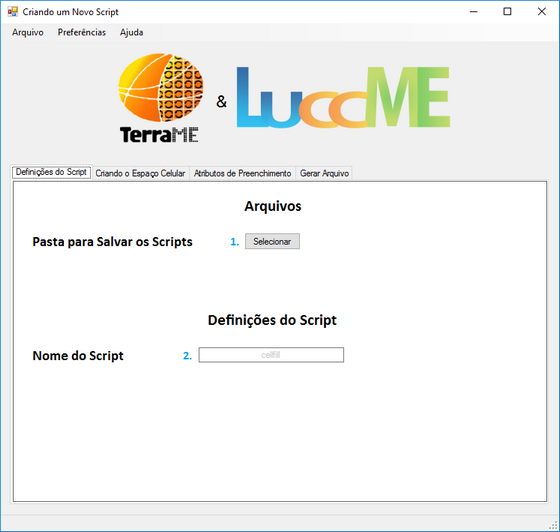 Criando um Novo Script
Arquivo Preferências Ajuda
TerraME & LuccME
Definições do Script Criando o Espaço Celular Atributos de Preenchimento Gerar Arquivo
Arquivos
Pasta para Salvar os Scripts 1. Selecionar
Definições do Script
Nome do Script 2. cellfill